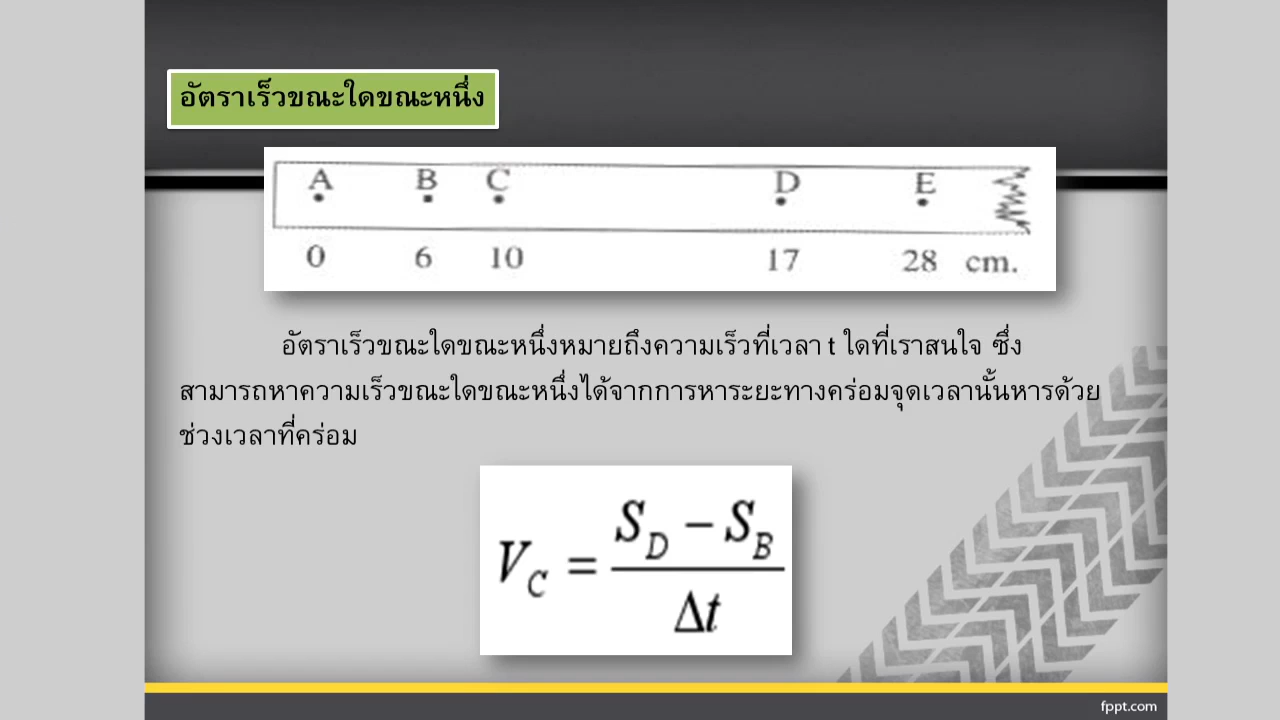 อัตราเร็วขณะใดขณะหนึ่ง
A B C D E
0 6 10 17 28 cm.
อัตราเร็วขณะใดขณะหนึ่งหมายถึงความเร็วที่เวลา t ใดที่เราสนใจ ซึ่ง
สามารถหาความเร็วขณะใดขณะหนึ่งได้จากการหาระยะทางคร่อมจุดเวลานั้นหารด้วย
ช่วงเวลาที่คร่อม
V_C = (S_D − S_B) / Δt
fppt.com